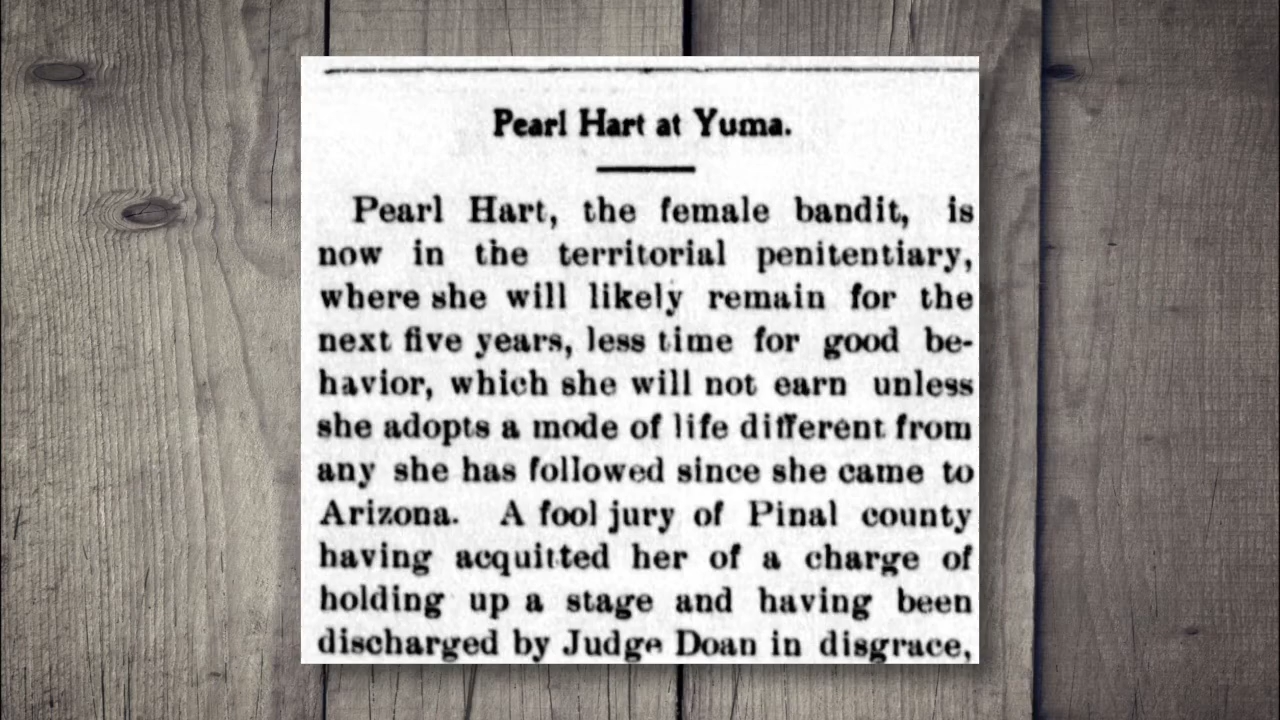 Pearl Hart at Yuma.
Pearl Hart, the female bandit, is
now in the territorial penitentiary,
where she will likely remain for the
next five years, less time for good be-
havior, which she will not earn unless
she adopts a mode of life different from
any she has followed since she came to
Arizona. A fool jury of Pinal county
having acquitted her of a charge of
holding up a stage and having been
discharged by Judge Doan in disgrace,